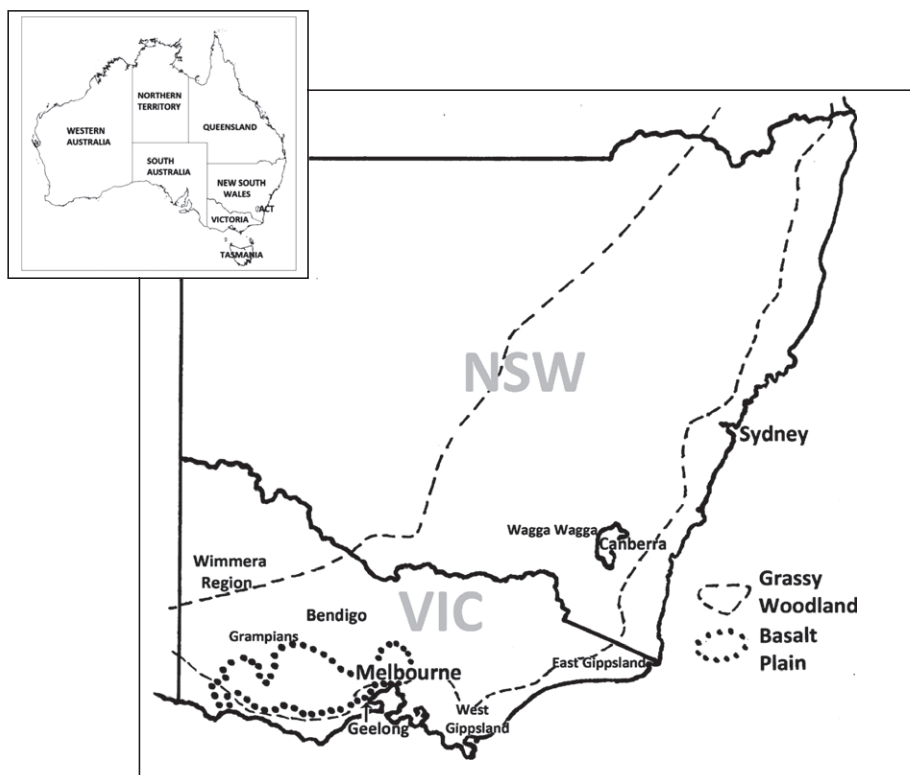 NORTHERN
TERRITORY
WESTERN
AUSTRALIA
QUEENSLAND
SOUTH
AUSTRALIA
NEW SOUTH
WALES
ACT
VICTORIA
TASMANIA
NSW
Sydney
Wagga Wagga
Canberra
Wimmera
Region
Grassy
Woodland
Bendigo
VIC
Grampians
Basalt
Plain
Melbourne
East Gippsland
West
Gippsland
Geelong